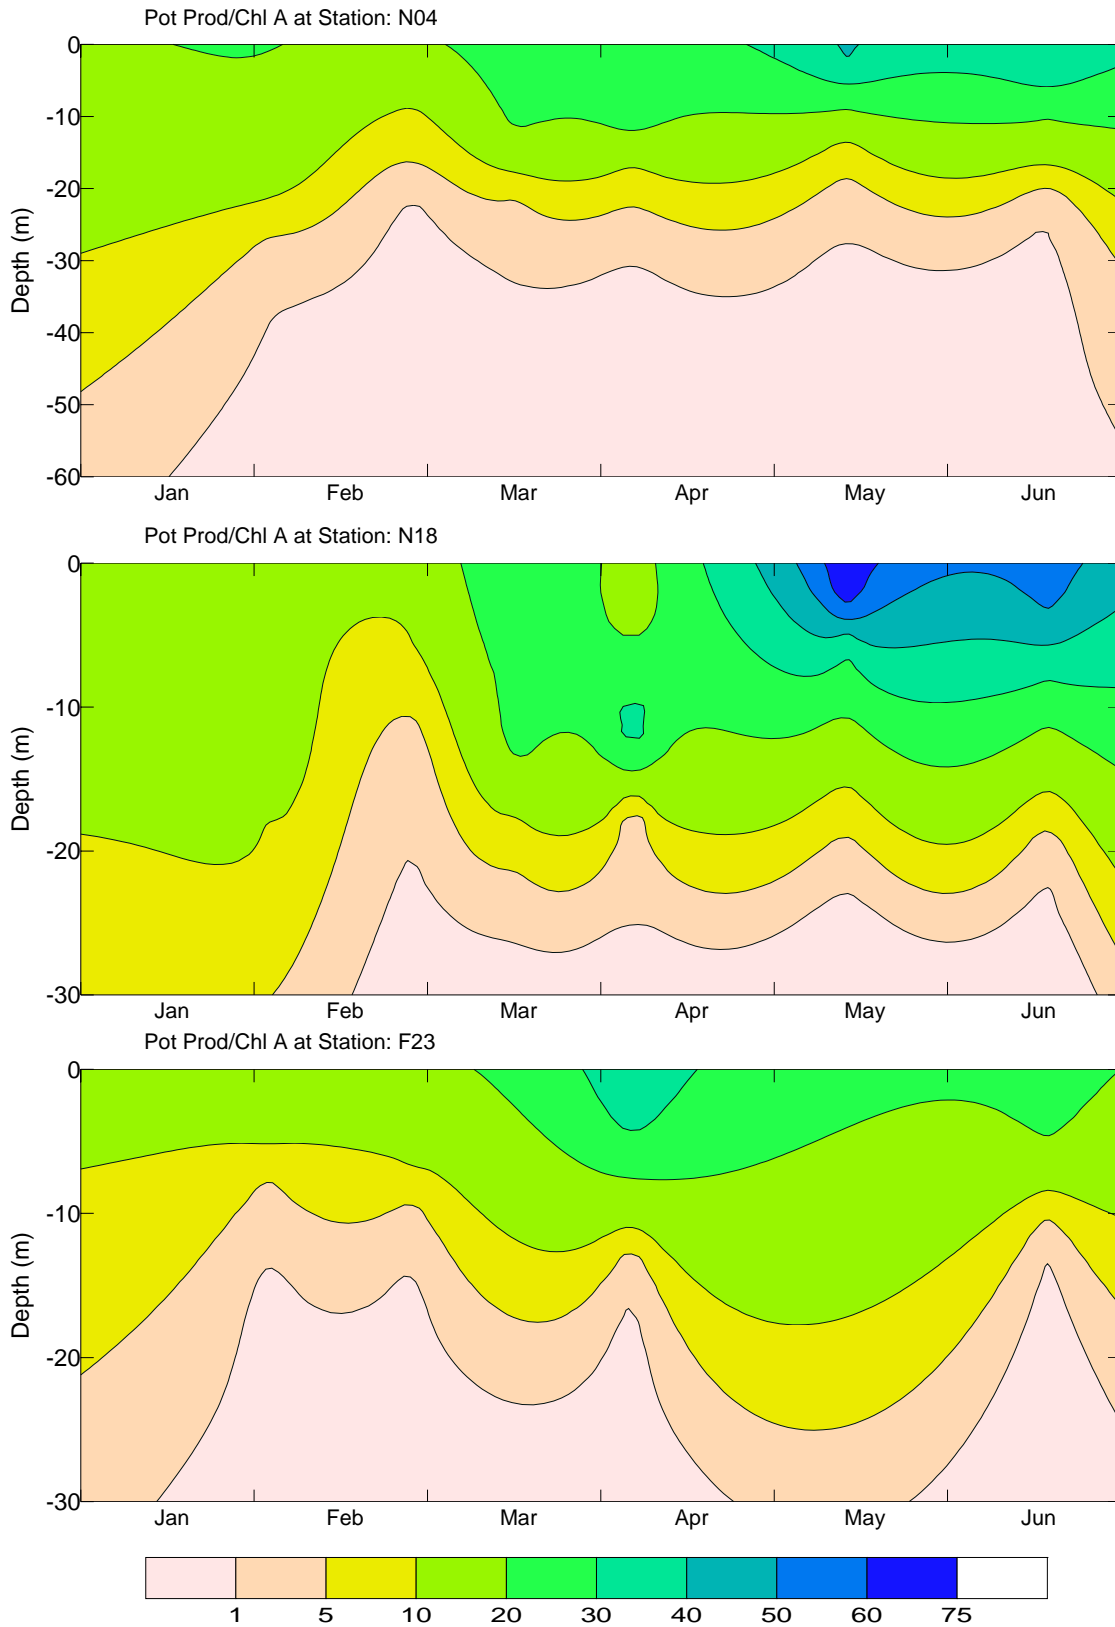 Pot Prod/Chl A at Station: N04
0
-10
-20
-30
-40
-50
-60
Depth (m)
Jan Feb Mar Apr May Jun
Pot Prod/Chl A at Station: N18
0
-10
-20
-30
Depth (m)
Jan Feb Mar Apr May Jun
Pot Prod/Chl A at Station: F23
0
-10
-20
-30
Depth (m)
Jan Feb Mar Apr May Jun
1 5 10 20 30 40 50 60 75